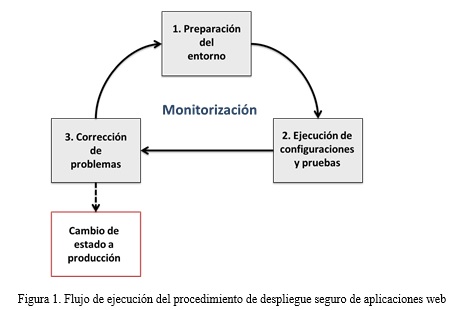 1. Preparación
del
entorno
Monitorización
3. Corrección
de
problemas
2. Ejecución de
configuraciones
y pruebas
Cambio de
estado a
producción
Figura 1. Flujo de ejecución del procedimiento de despliegue seguro de aplicaciones web